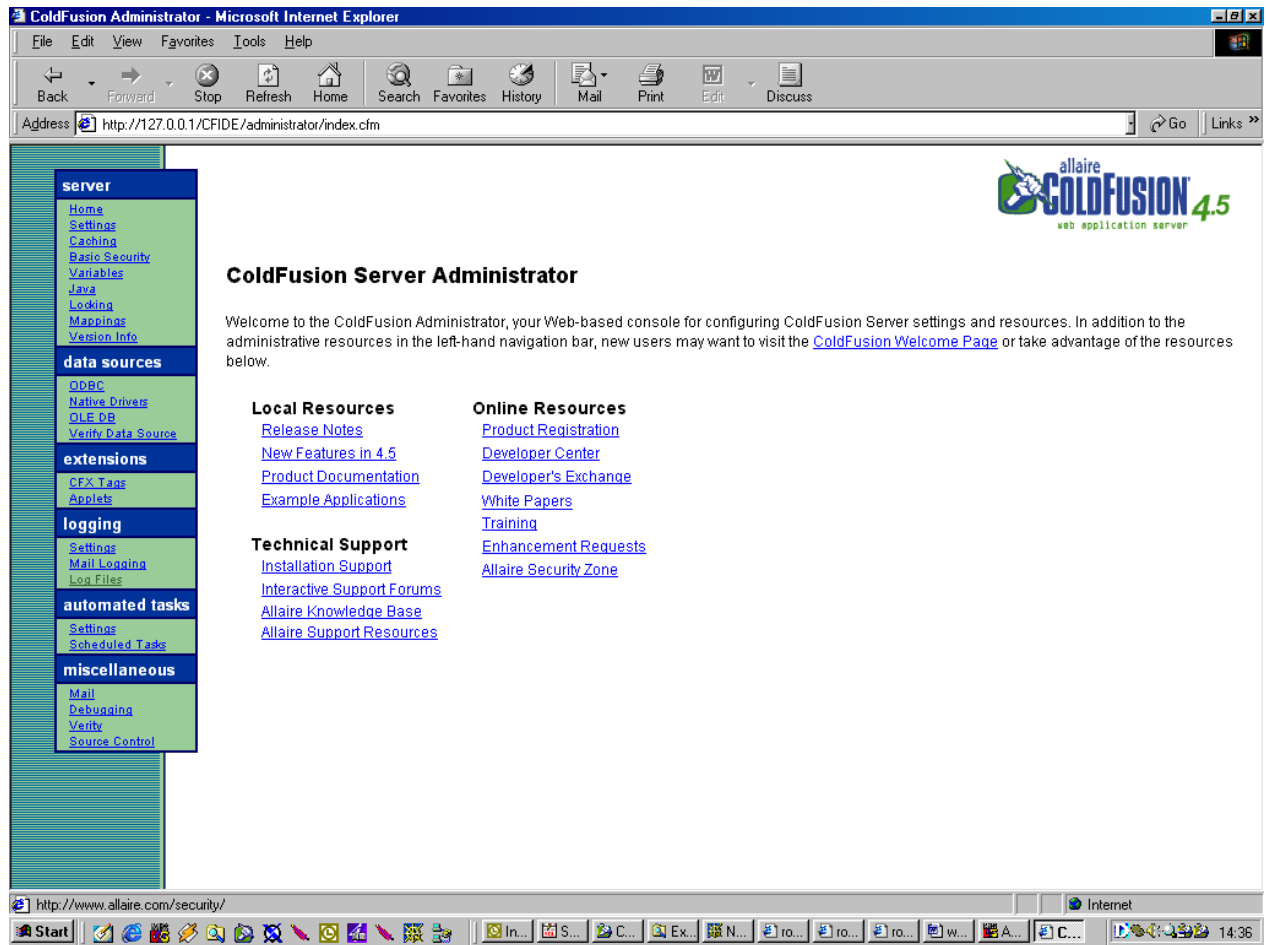 ColdFusion Administrator - Microsoft Internet Explorer
File Edit View Favorites Tools Help
Back Forward Stop Refresh Home Search Favorites History Mail Print Edit Discuss
Address http://127.0.0.1/CFIDE/administrator/index.cfm Go Links »
allaire
COLDFUSION 4.5
web application server
server
Home
Settings
Caching
Basic Security
Variables
Java
Locking
Mappings
Version Info
data sources
ODBC
Native Drivers
OLE DB
Verify Data Source
extensions
CFX Tags
Applets
logging
Settings
Mail Logging
Log Files
automated tasks
Settings
Scheduled Tasks
miscellaneous
Mail
Debugging
Verity
Source Control
ColdFusion Server Administrator
Welcome to the ColdFusion Administrator, your Web-based console for configuring ColdFusion Server settings and resources. In addition to the
administrative resources in the left-hand navigation bar, new users may want to visit the ColdFusion Welcome Page or take advantage of the resources
below.
Local Resources
Release Notes
New Features in 4.5
Product Documentation
Example Applications
Technical Support
Installation Support
Interactive Support Forums
Allaire Knowledge Base
Allaire Support Resources
Online Resources
Product Registration
Developer Center
Developer's Exchange
White Papers
Training
Enhancement Requests
Allaire Security Zone
http://www.allaire.com/security/ Internet
Start In... S... C... Ex... N... ro... ro... ro... w... A... C... 14:36